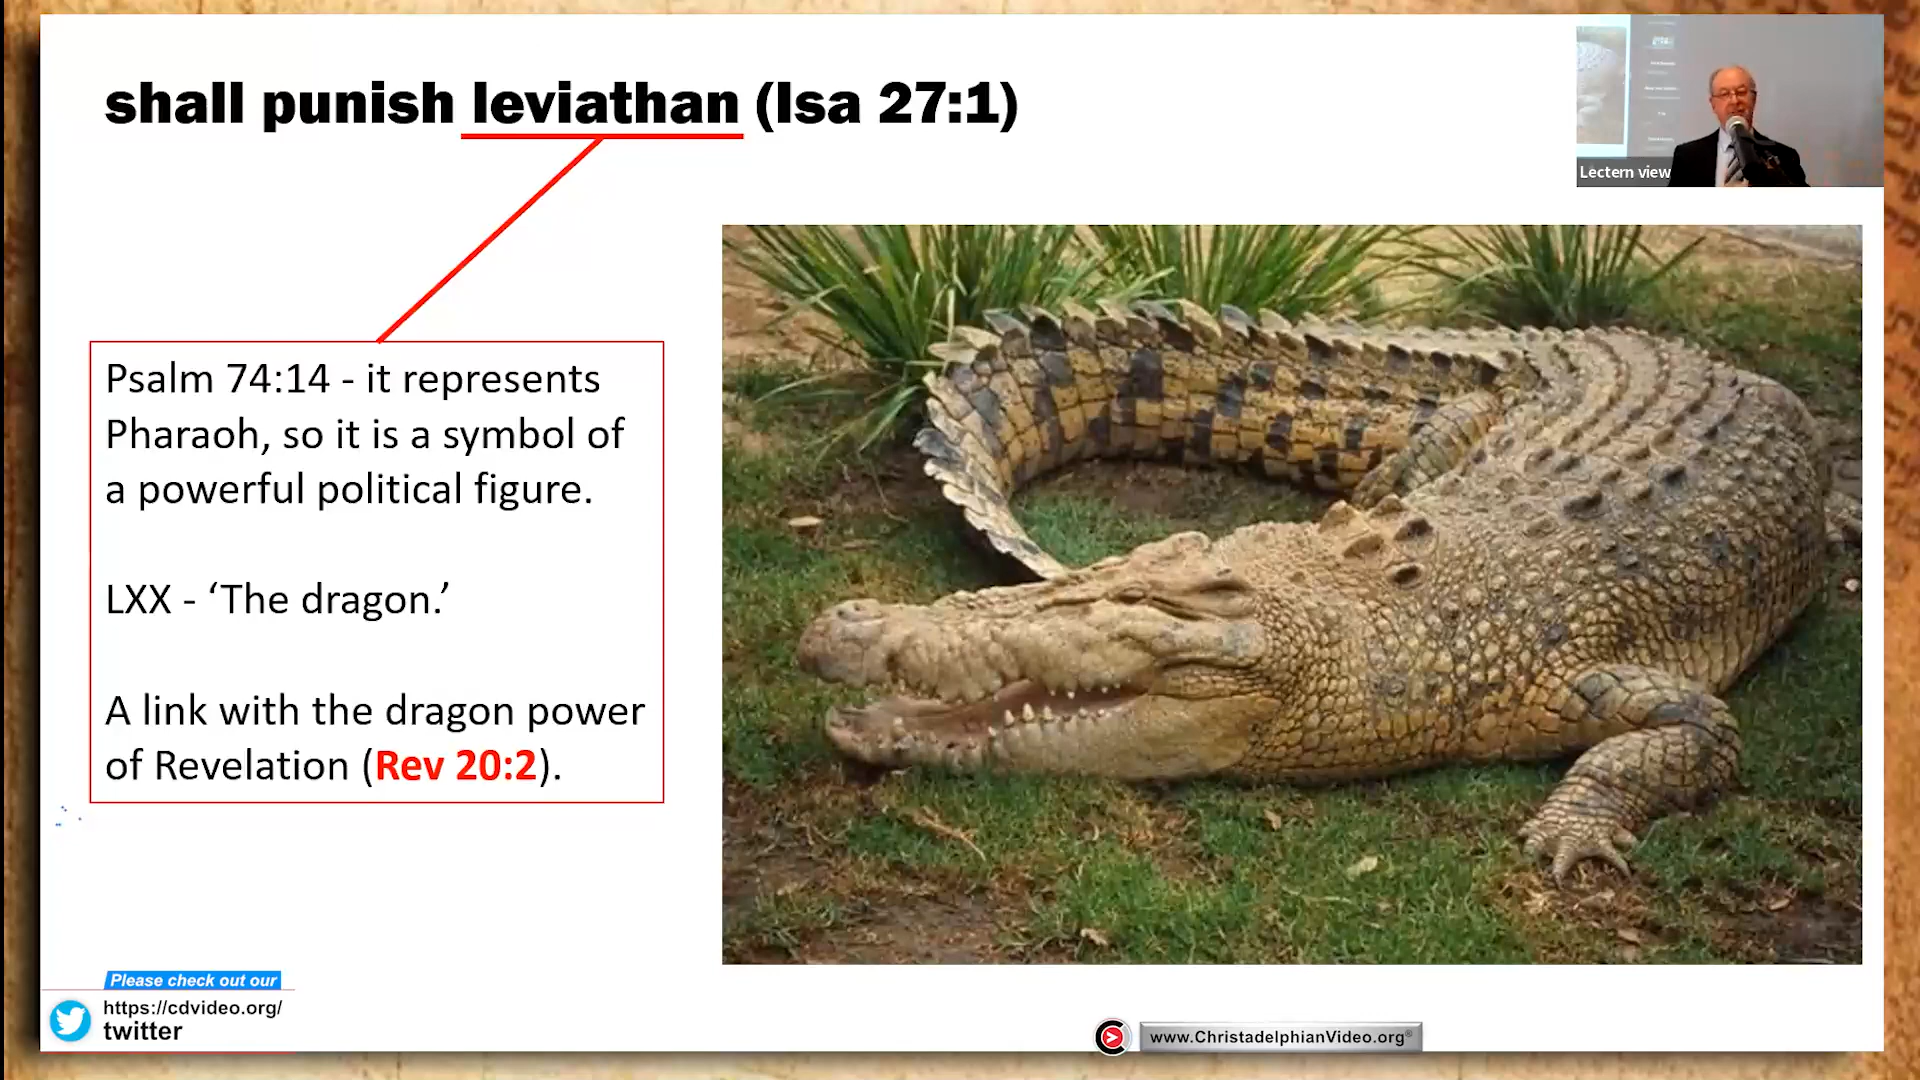 shall punish leviathan (Isa 27:1)
Lectern view
Psalm 74:14 - it represents
Pharaoh, so it is a symbol of
a powerful political figure.
LXX - ‘The dragon.’
A link with the dragon power
of Revelation (Rev 20:2).
Please check out our
https://cdvideo.org/
twitter
www.ChristadelphianVideo.org®